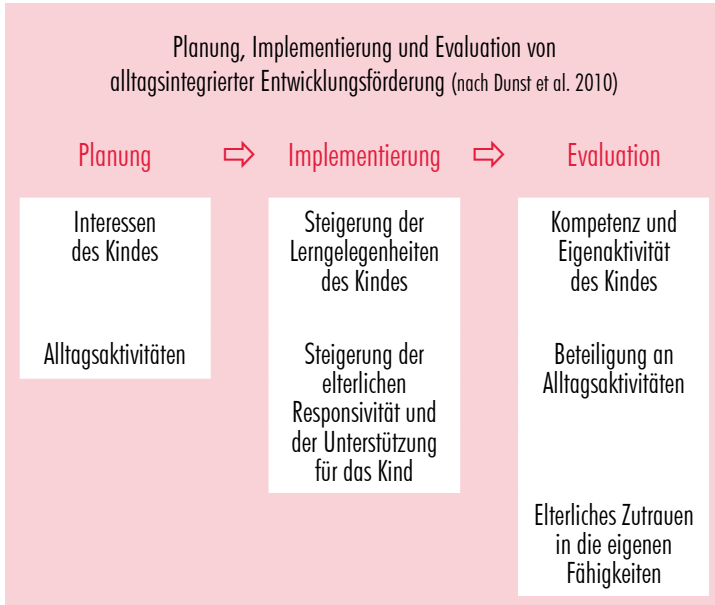 Planung, Implementierung und Evaluation von
alltagsintegrierter Entwicklungsförderung (nach Dunst et al. 2010)
Planung ⇨ Implementierung ⇨ Evaluation
Interessen
des Kindes
Alltagsaktivitäten
Steigerung der
Lerngelegenheiten
des Kindes
Steigerung der
elterlichen
Responsivität und
der Unterstützung
für das Kind
Kompetenz und
Eigenaktivität
des Kindes
Beteiligung an
Alltagsaktivitäten
Elterliches Zutrauen
in die eigenen
Fähigkeiten